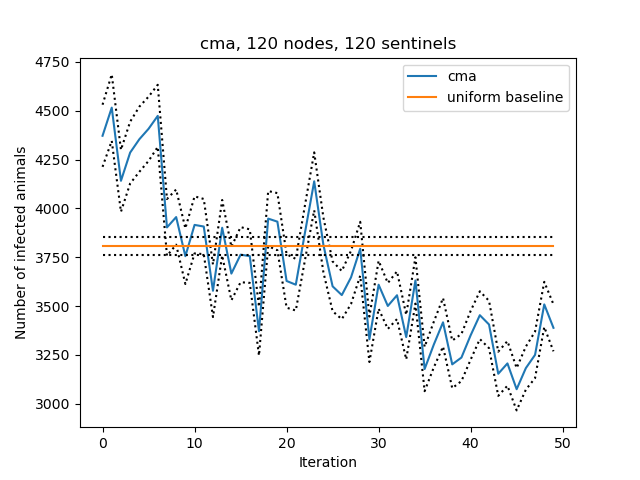 cma, 120 nodes, 120 sentinels
cma
uniform baseline
Number of infected animals
4750
4500
4250
4000
3750
3500
3250
3000
0 10 20 30 40 50
Iteration